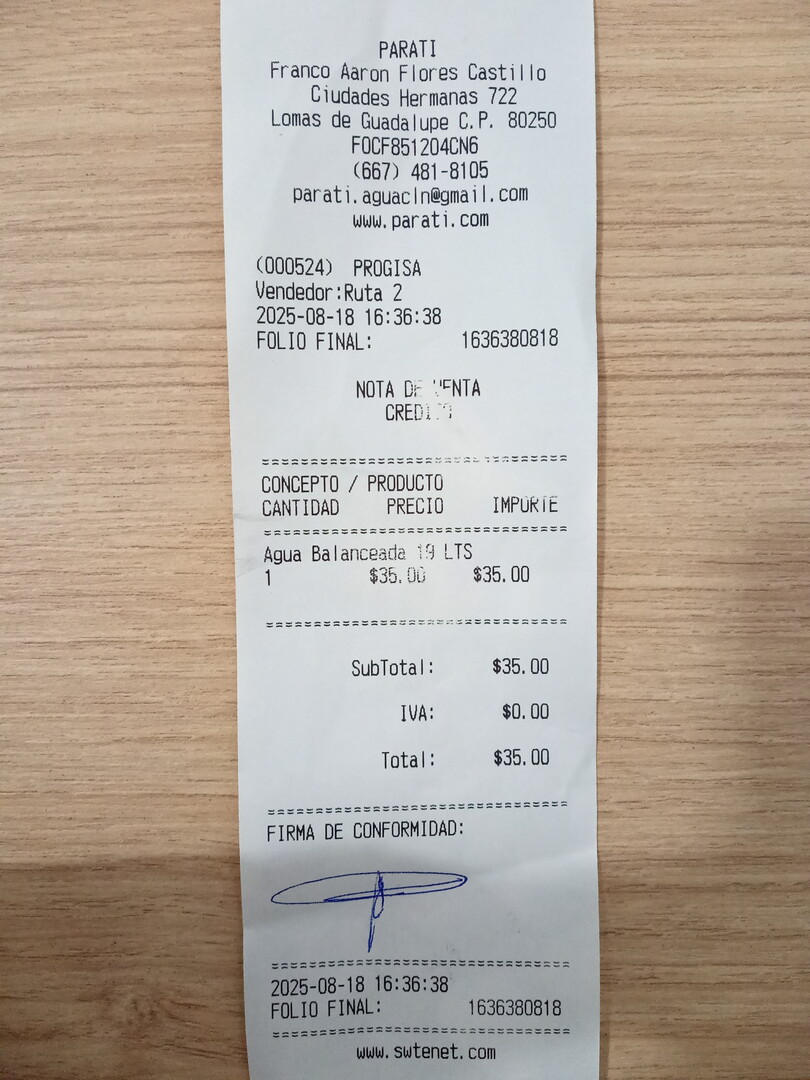 PARATI
Franco Aaron Flores Castillo
Ciudades Hermanas 722
Lomas de Guadalupe C.P. 80250
FOCF851204CN6
(667) 481-8105
parati.aguacln@gmail.com
www.parati.com
(000524) PROGISA
Vendedor:Ruta 2
2025-08-18 16:36:38
FOLIO FINAL: 1636380818
NOTA DE VENTA
CREDITO
CONCEPTO / PRODUCTO
CANTIDAD PRECIO IMPORTE
Agua Balanceada 19 LTS
1 $35.00 $35.00
SubTotal: $35.00
IVA: $0.00
Total: $35.00
FIRMA DE CONFORMIDAD:
2025-08-18 16:36:38
FOLIO FINAL: 1636380818
www.swtenet.com